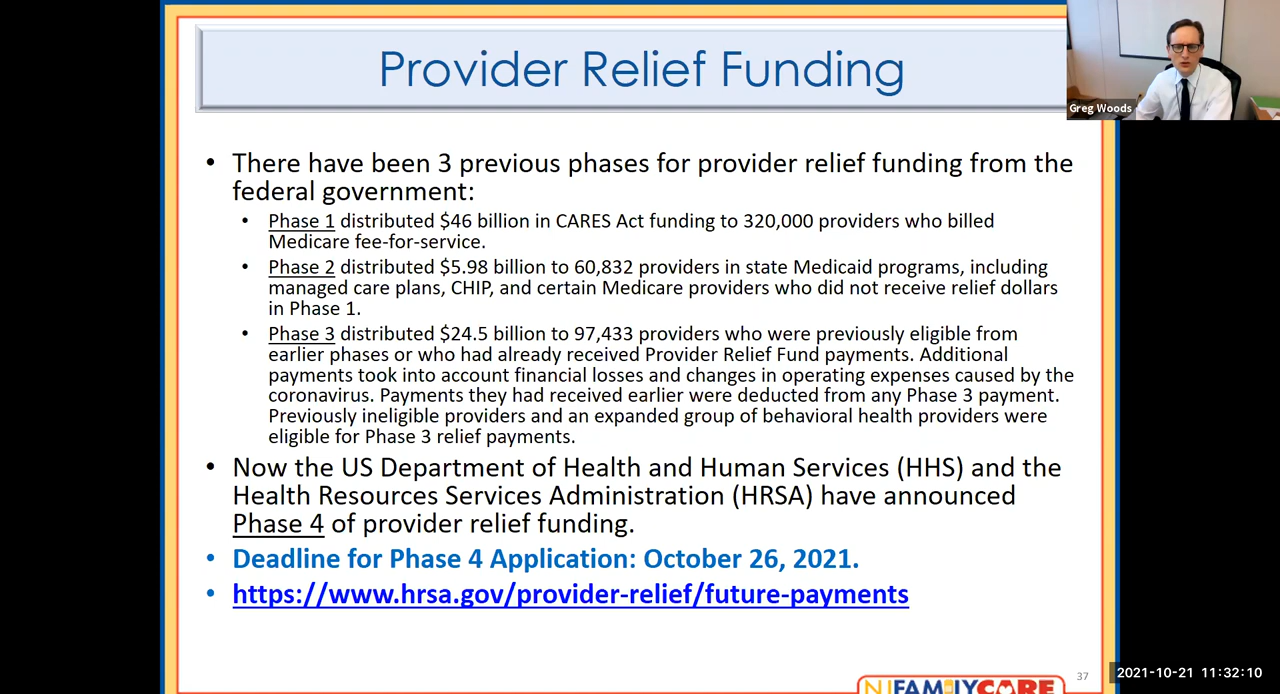 Provider Relief Funding
Greg Woods
• There have been 3 previous phases for provider relief funding from the
federal government:
• Phase 1 distributed $46 billion in CARES Act funding to 320,000 providers who billed
Medicare fee-for-service.
• Phase 2 distributed $5.98 billion to 60,832 providers in state Medicaid programs, including
managed care plans, CHIP, and certain Medicare providers who did not receive relief dollars
in Phase 1.
• Phase 3 distributed $24.5 billion to 97,433 providers who were previously eligible from
earlier phases or who had already received Provider Relief Fund payments. Additional
payments took into account financial losses and changes in operating expenses caused by the
coronavirus. Payments they had received earlier were deducted from any Phase 3 payment.
Previously ineligible providers and an expanded group of behavioral health providers were
eligible for Phase 3 relief payments.
• Now the US Department of Health and Human Services (HHS) and the
Health Resources Services Administration (HRSA) have announced
Phase 4 of provider relief funding.
• Deadline for Phase 4 Application: October 26, 2021.
• https://www.hrsa.gov/provider-relief/future-payments
37
2021-10-21 11:32:10
NJFAMILYCARE